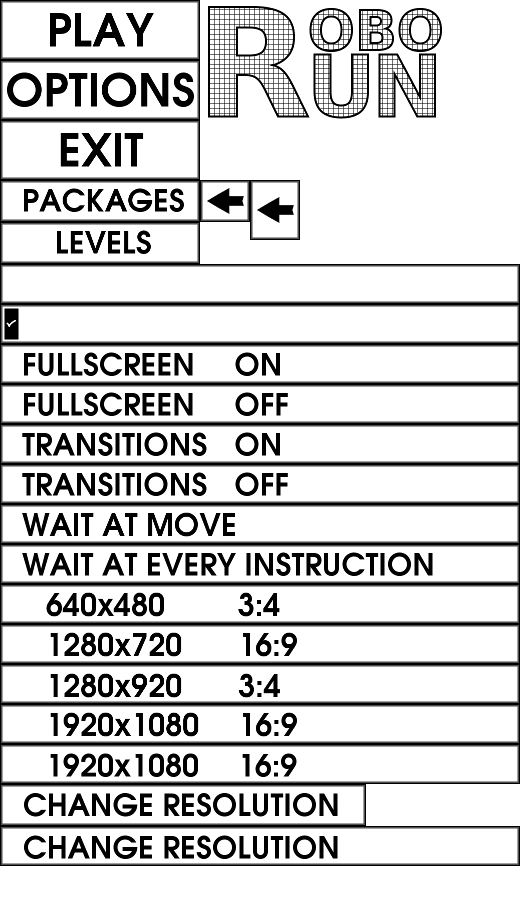 PLAY
ROBO
RUN
OPTIONS
EXIT
PACKAGES
LEVELS
FULLSCREEN ON
FULLSCREEN OFF
TRANSITIONS ON
TRANSITIONS OFF
WAIT AT MOVE
WAIT AT EVERY INSTRUCTION
640x480 3:4
1280x720 16:9
1280x920 3:4
1920x1080 16:9
1920x1080 16:9
CHANGE RESOLUTION
CHANGE RESOLUTION